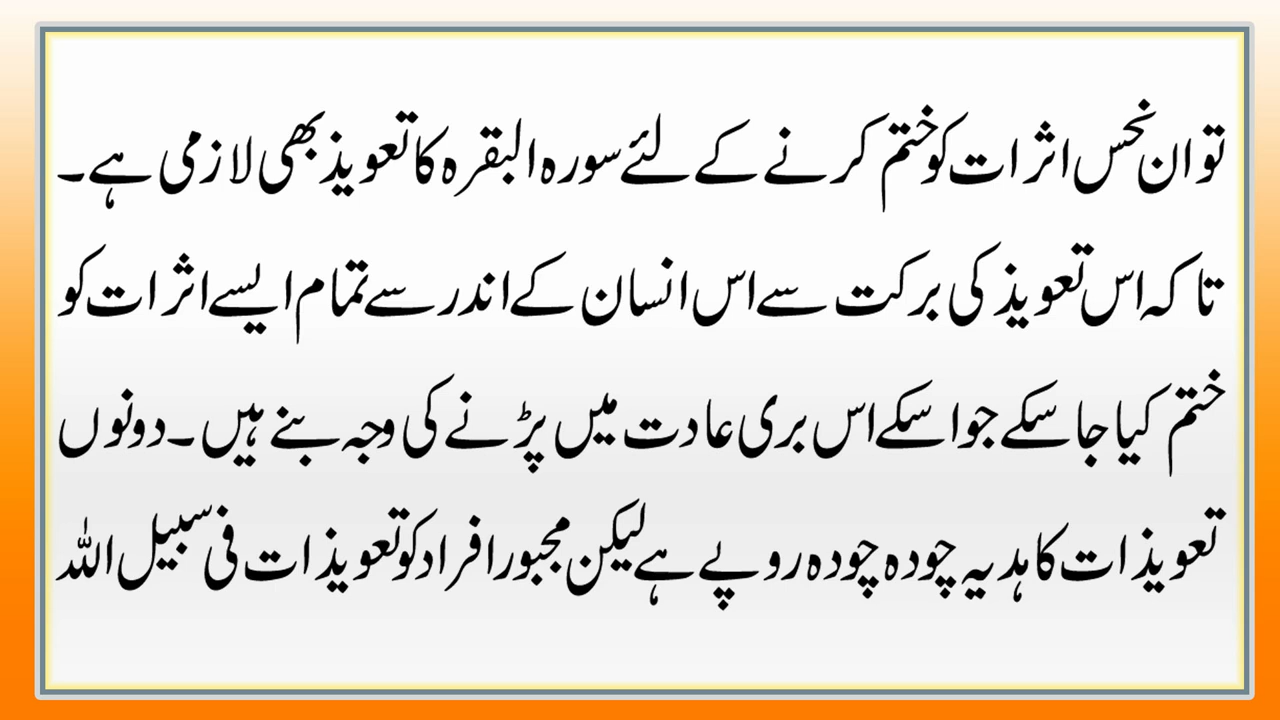 تو ان نحس اثرات کو ختم کرنے کے لئے سورہ البقرہ کا تعویذ بھی لازمی ہے۔
تاکہ اس تعویذ کی برکت سے اس انسان کے اندر سے تمام ایسے اثرات کو
ختم کیا جا سکے جو اسکے اس بری عادت میں پڑنے کی وجہ بنے ہیں۔ دونوں
تعویذات کا ہدیہ چودہ چودہ روپے ہے لیکن مجبور افراد کو تعویذات فی سبیل اللہ